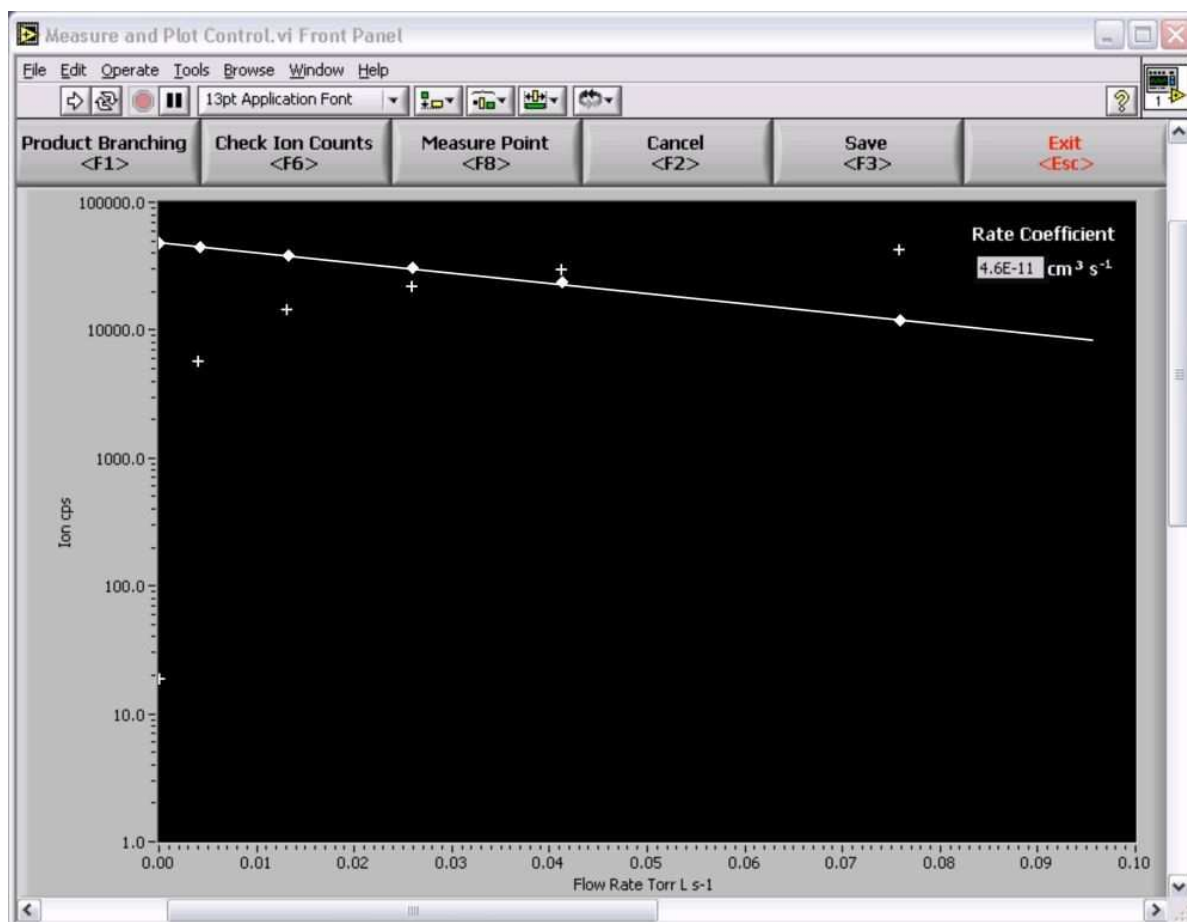 Measure and Plot Control.vi Front Panel
File Edit Operate Tools Browse Window Help
13pt Application Font
1
Product Branching Check Ion Counts Measure Point Cancel Save Exit
<F1> <F6> <F8> <F2> <F3> <Esc>
100000.0
Rate Coefficient
4.6E-11 cm³ s⁻¹
10000.0
1000.0
Ion cps
100.0
10.0
1.0
0.00 0.01 0.02 0.03 0.04 0.05 0.06 0.07 0.08 0.09 0.10
Flow Rate Torr L s-1